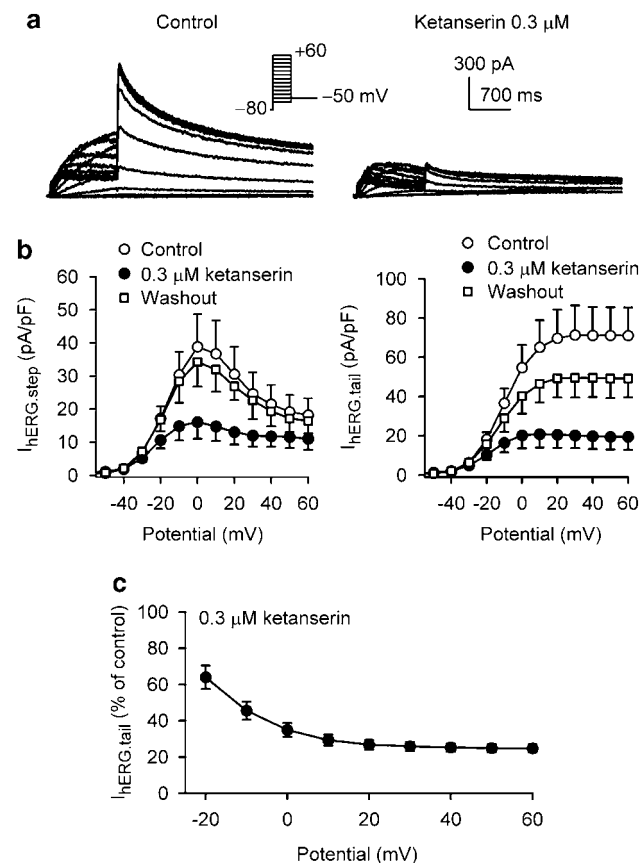 a
Control
Ketanserin 0.3 μM
+60
−50 mV
−80
300 pA
700 ms
b
Control
0.3 μM ketanserin
Washout
60
50
40
30
20
10
0
IhERG.step (pA/pF)
-40 -20 0 20 40 60
Potential (mV)
Control
0.3 μM ketanserin
Washout
100
80
60
40
20
0
IhERG.tail (pA/pF)
-40 -20 0 20 40 60
Potential (mV)
c
0.3 μM ketanserin
100
80
60
40
20
0
IhERG.tail (% of control)
-20 0 20 40 60
Potential (mV)